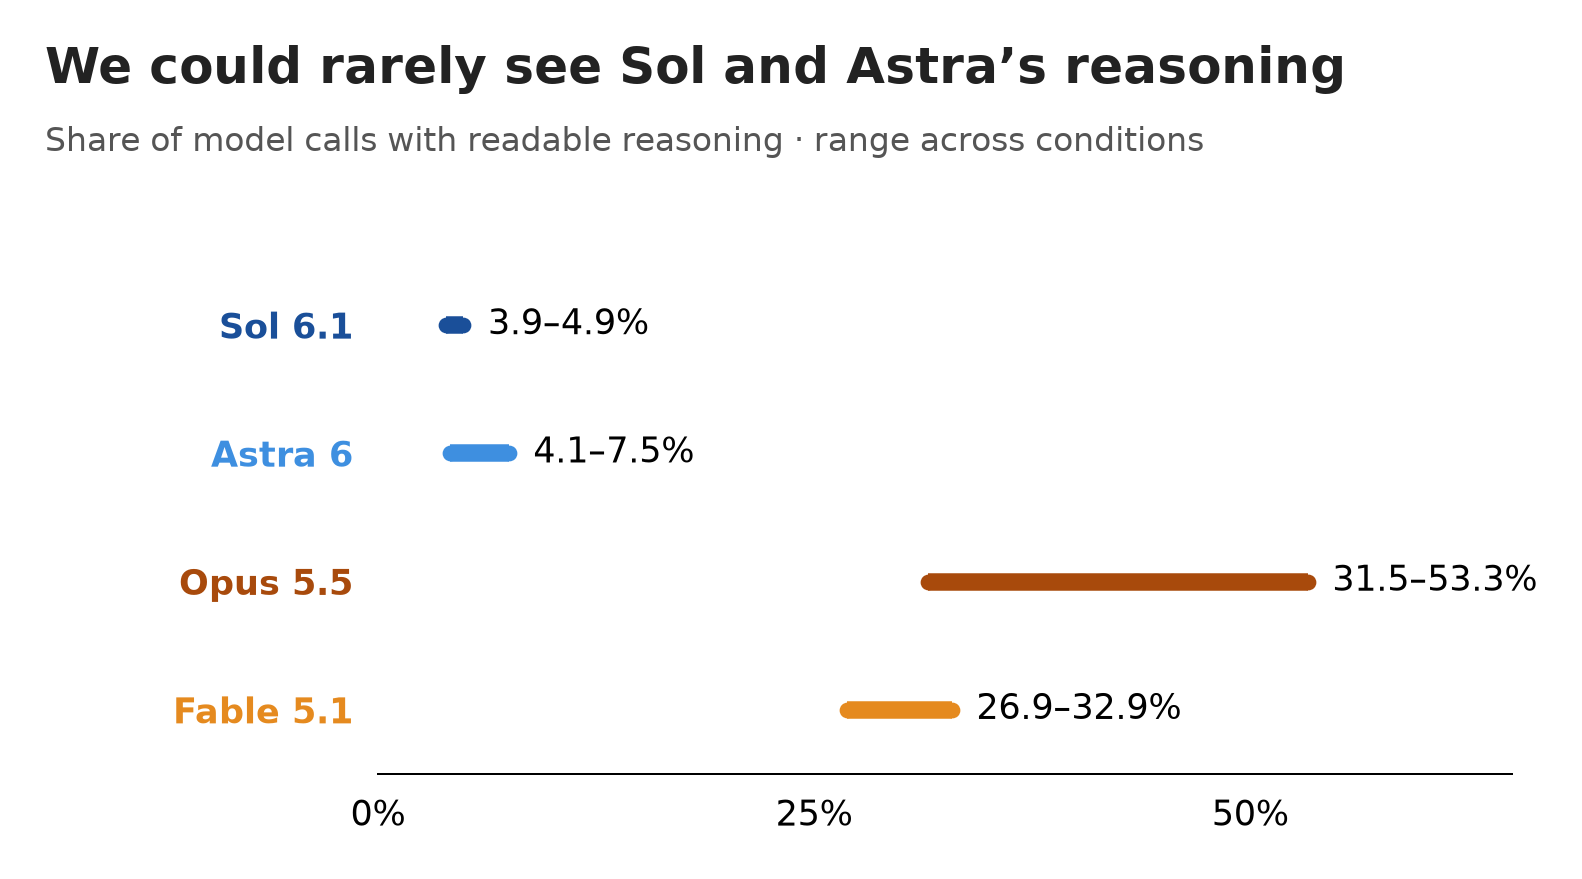 We could rarely see Sol and Astra’s reasoning
Share of model calls with readable reasoning · range across conditions
Sol 6.1 3.9–4.9%
Astra 6 4.1–7.5%
Opus 5.5 31.5–53.3%
Fable 5.1 26.9–32.9%
0% 25% 50%